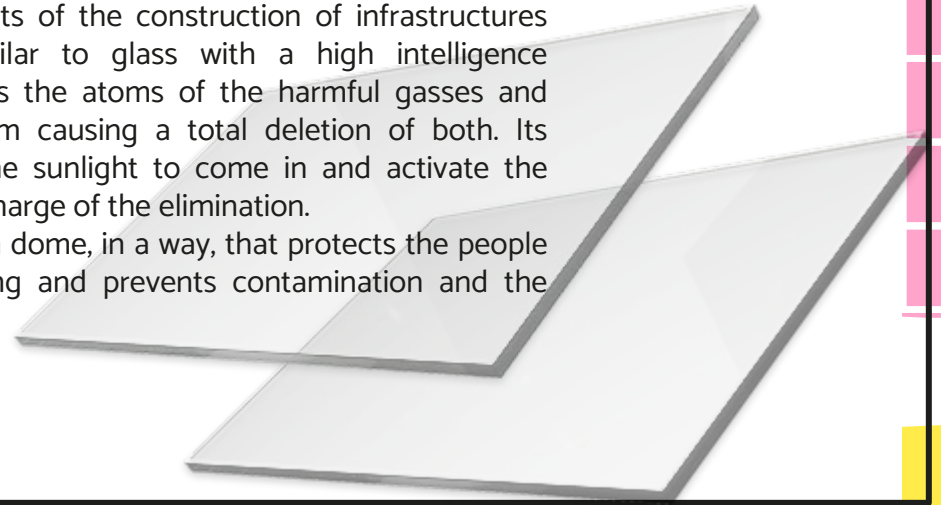 ts of the construction of infrastructures
ilar to glass with a high intelligence
s the atoms of the harmful gasses and
m causing a total deletion of both. Its
ne sunlight to come in and activate the
harge of the elimination.
dome, in a way, that protects the people
ng and prevents contamination and the